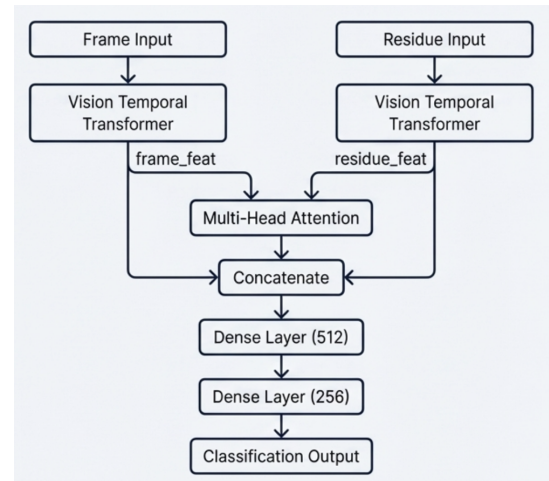 Frame Input
Residue Input
Vision Temporal
Transformer
Vision Temporal
Transformer
frame_feat
residue_feat
Multi-Head Attention
Concatenate
Dense Layer (512)
Dense Layer (256)
Classification Output